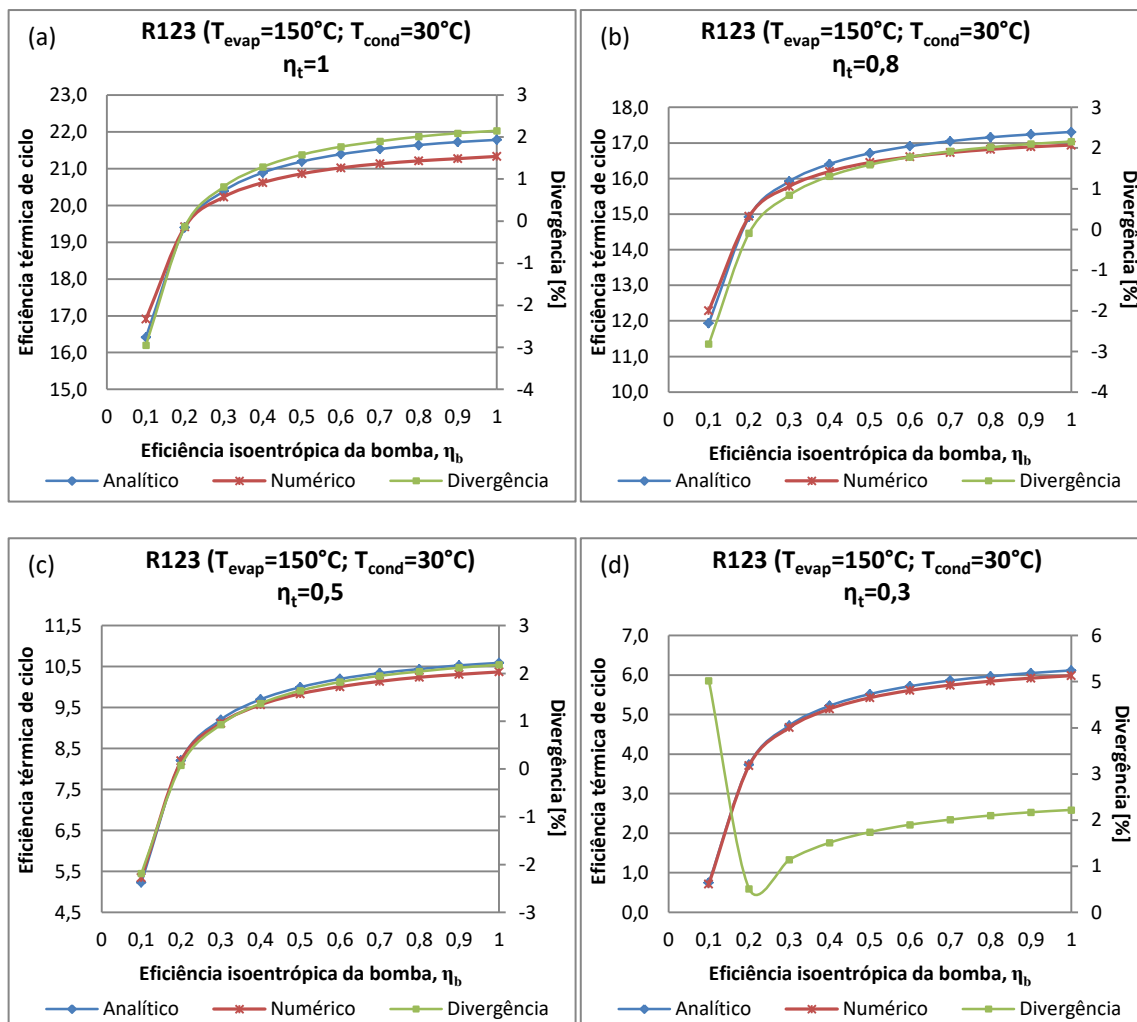 (a)
R123 (Tevap=150°C; Tcond=30°C)
ηt=1
Eficiência térmica de ciclo
23,0
22,0
21,0
20,0
19,0
18,0
17,0
16,0
15,0
3
2
1
0
-1
-2
-3
-4
Divergência [%]
0 0,1 0,2 0,3 0,4 0,5 0,6 0,7 0,8 0,9 1
Eficiência isoentrópica da bomba, ηb
Analítico Numérico Divergência
(b)
R123 (Tevap=150°C; Tcond=30°C)
ηt=0,8
Eficiência térmica de ciclo
18,0
17,0
16,0
15,0
14,0
13,0
12,0
11,0
10,0
3
2
1
0
-1
-2
-3
-4
Divergência [%]
0 0,1 0,2 0,3 0,4 0,5 0,6 0,7 0,8 0,9 1
Eficiência isoentrópica da bomba, ηb
Analítico Numérico Divergência
(c)
R123 (Tevap=150°C; Tcond=30°C)
ηt=0,5
Eficiência térmica de ciclo
11,5
10,5
9,5
8,5
7,5
6,5
5,5
4,5
3
2
1
0
-1
-2
-3
Divergência [%]
0 0,1 0,2 0,3 0,4 0,5 0,6 0,7 0,8 0,9 1
Eficiência isoentrópica da bomba, ηb
Analítico Numérico Divergência
(d)
R123 (Tevap=150°C; Tcond=30°C)
ηt=0,3
Eficiência térmica de ciclo
7,0
6,0
5,0
4,0
3,0
2,0
1,0
0,0
6
5
4
3
2
1
0
Divergência [%]
0 0,1 0,2 0,3 0,4 0,5 0,6 0,7 0,8 0,9 1
Eficiência isoentrópica da bomba, ηb
Analítico Numérico Divergência